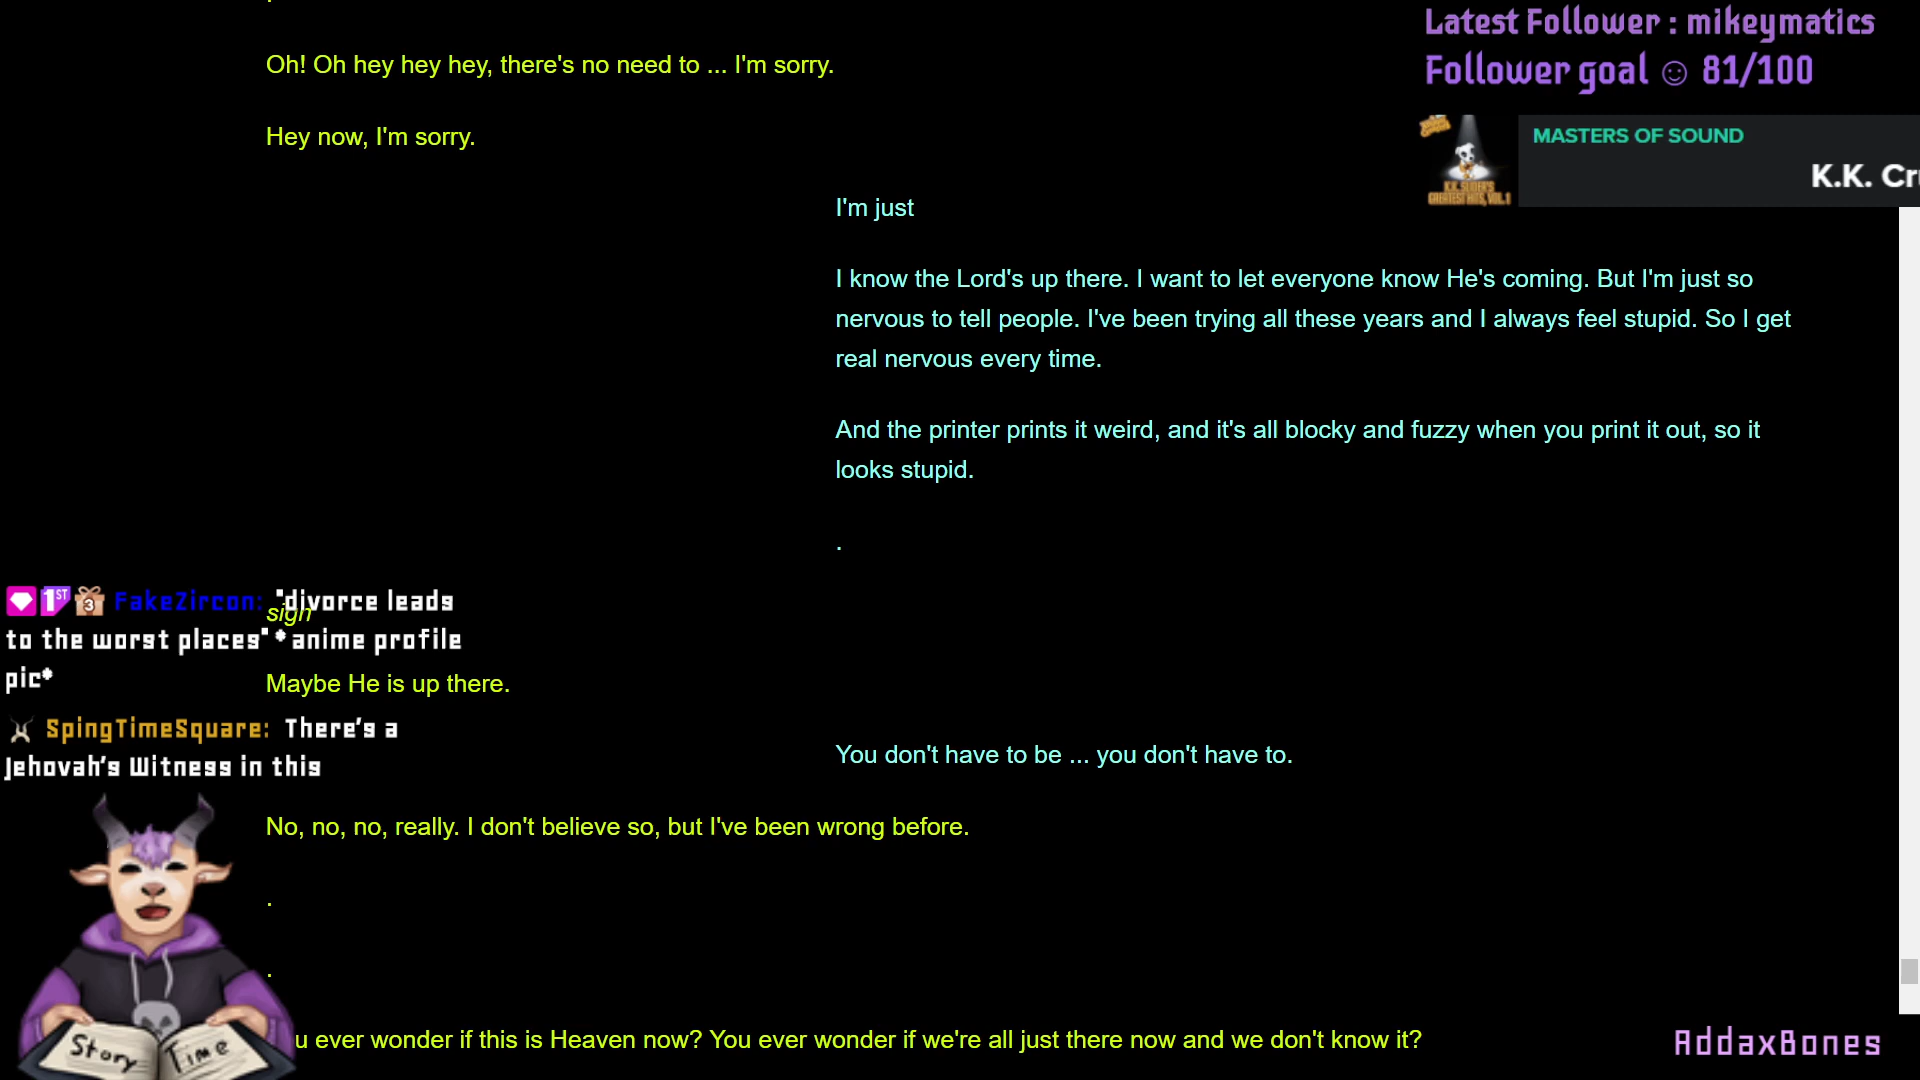 .
Oh! Oh hey hey hey, there's no need to ... I'm sorry.
Hey now, I'm sorry.
I'm just
I know the Lord's up there. I want to let everyone know He's coming. But I'm just so
nervous to tell people. I've been trying all these years and I always feel stupid. So I get
real nervous every time.
And the printer prints it weird, and it's all blocky and fuzzy when you print it out, so it
looks stupid.
.
sigh
Maybe He is up there.
You don't have to be ... you don't have to.
No, no, no, really. I don't believe so, but I've been wrong before.
.
.
u ever wonder if this is Heaven now? You ever wonder if we're all just there now and we don't know it?
Latest Follower : mikeymatics
Follower goal ☺ 81/100
MASTERS OF SOUND
K.K. Cr
K.K. SLIDER'S
GREATEST HITS, VOL. 1
1ST
3
FakeZircon: "divorce leads
to the worst places" *anime profile
pic*
SpingTimeSquare: There's a
Jehovah's Witness in this
Story Time
AddaxBones